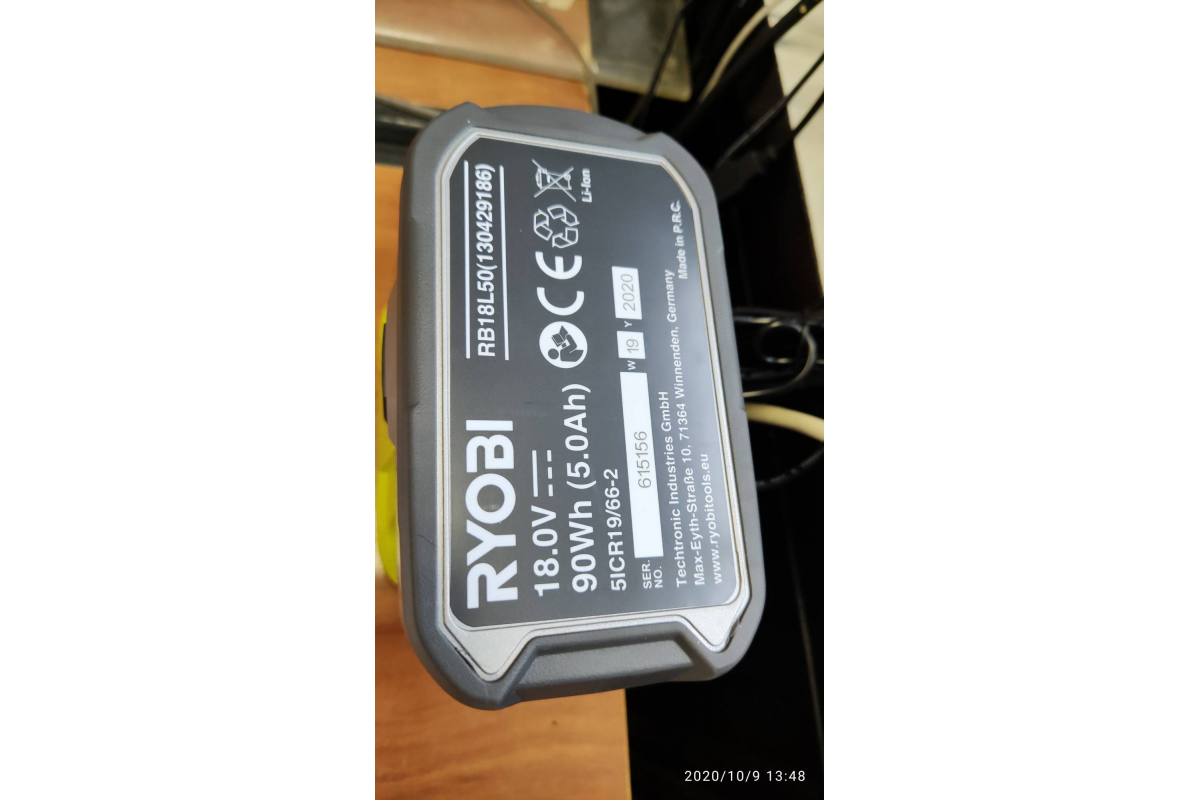 RYOBI
RB18L50(130429186)
18.0V
90Wh (5.0Ah)
CE
5ICR19/66-2
Li-Ion
SER. NO. 615156 W 19 Y 2020
Techtronic Industries GmbH
Max-Eyth-Straße 10, 71364 Winnenden, Germany
www.ryobitools.eu
Made in P.R.C.
2020/10/9 13:48